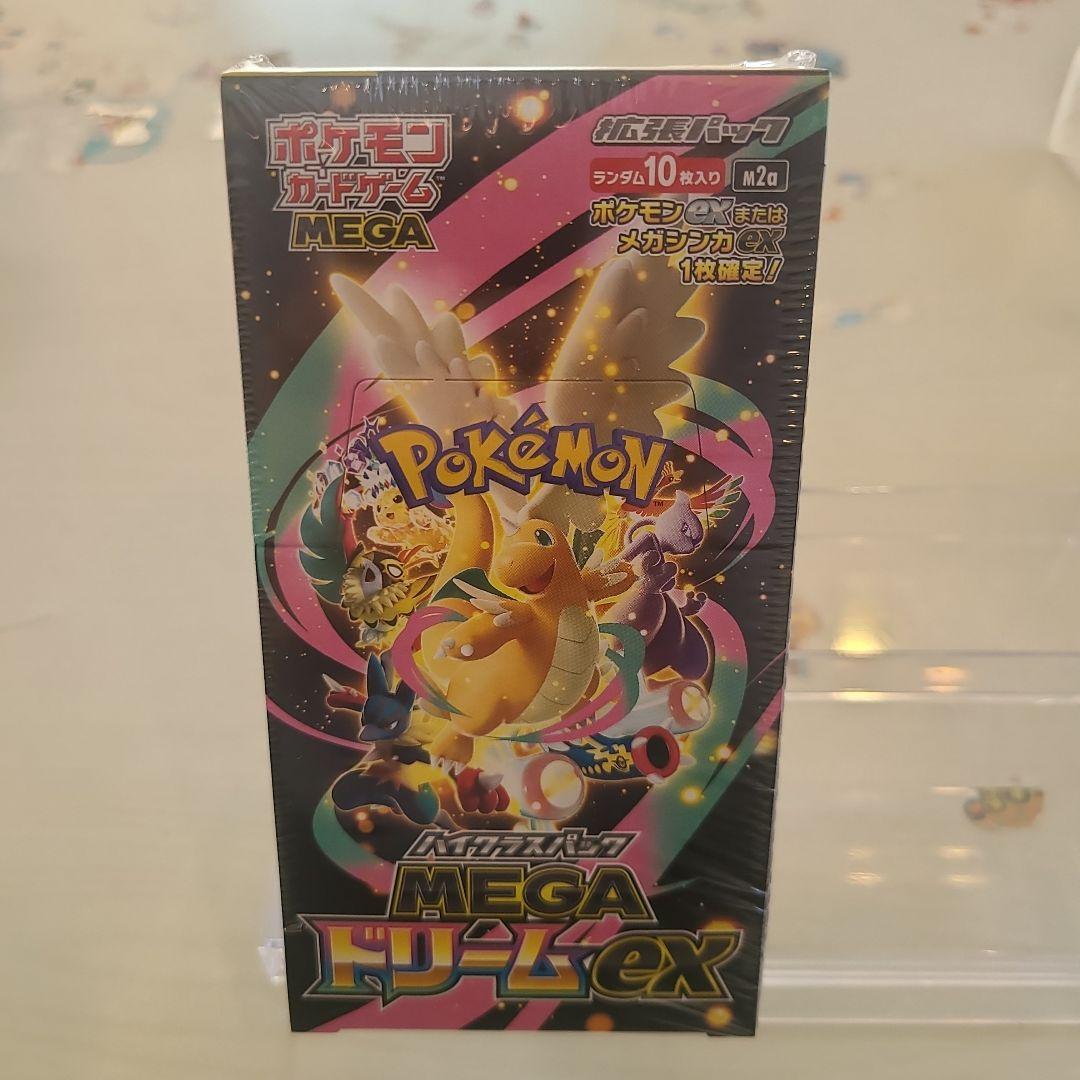 ポケモン
カードゲーム™
MEGA
拡張パック
ランダム10枚入り M2a
ポケモンexまたは
メガシンカex
1枚確定!
POKéMON™
ハイクラスパック
MEGA
ドリームex